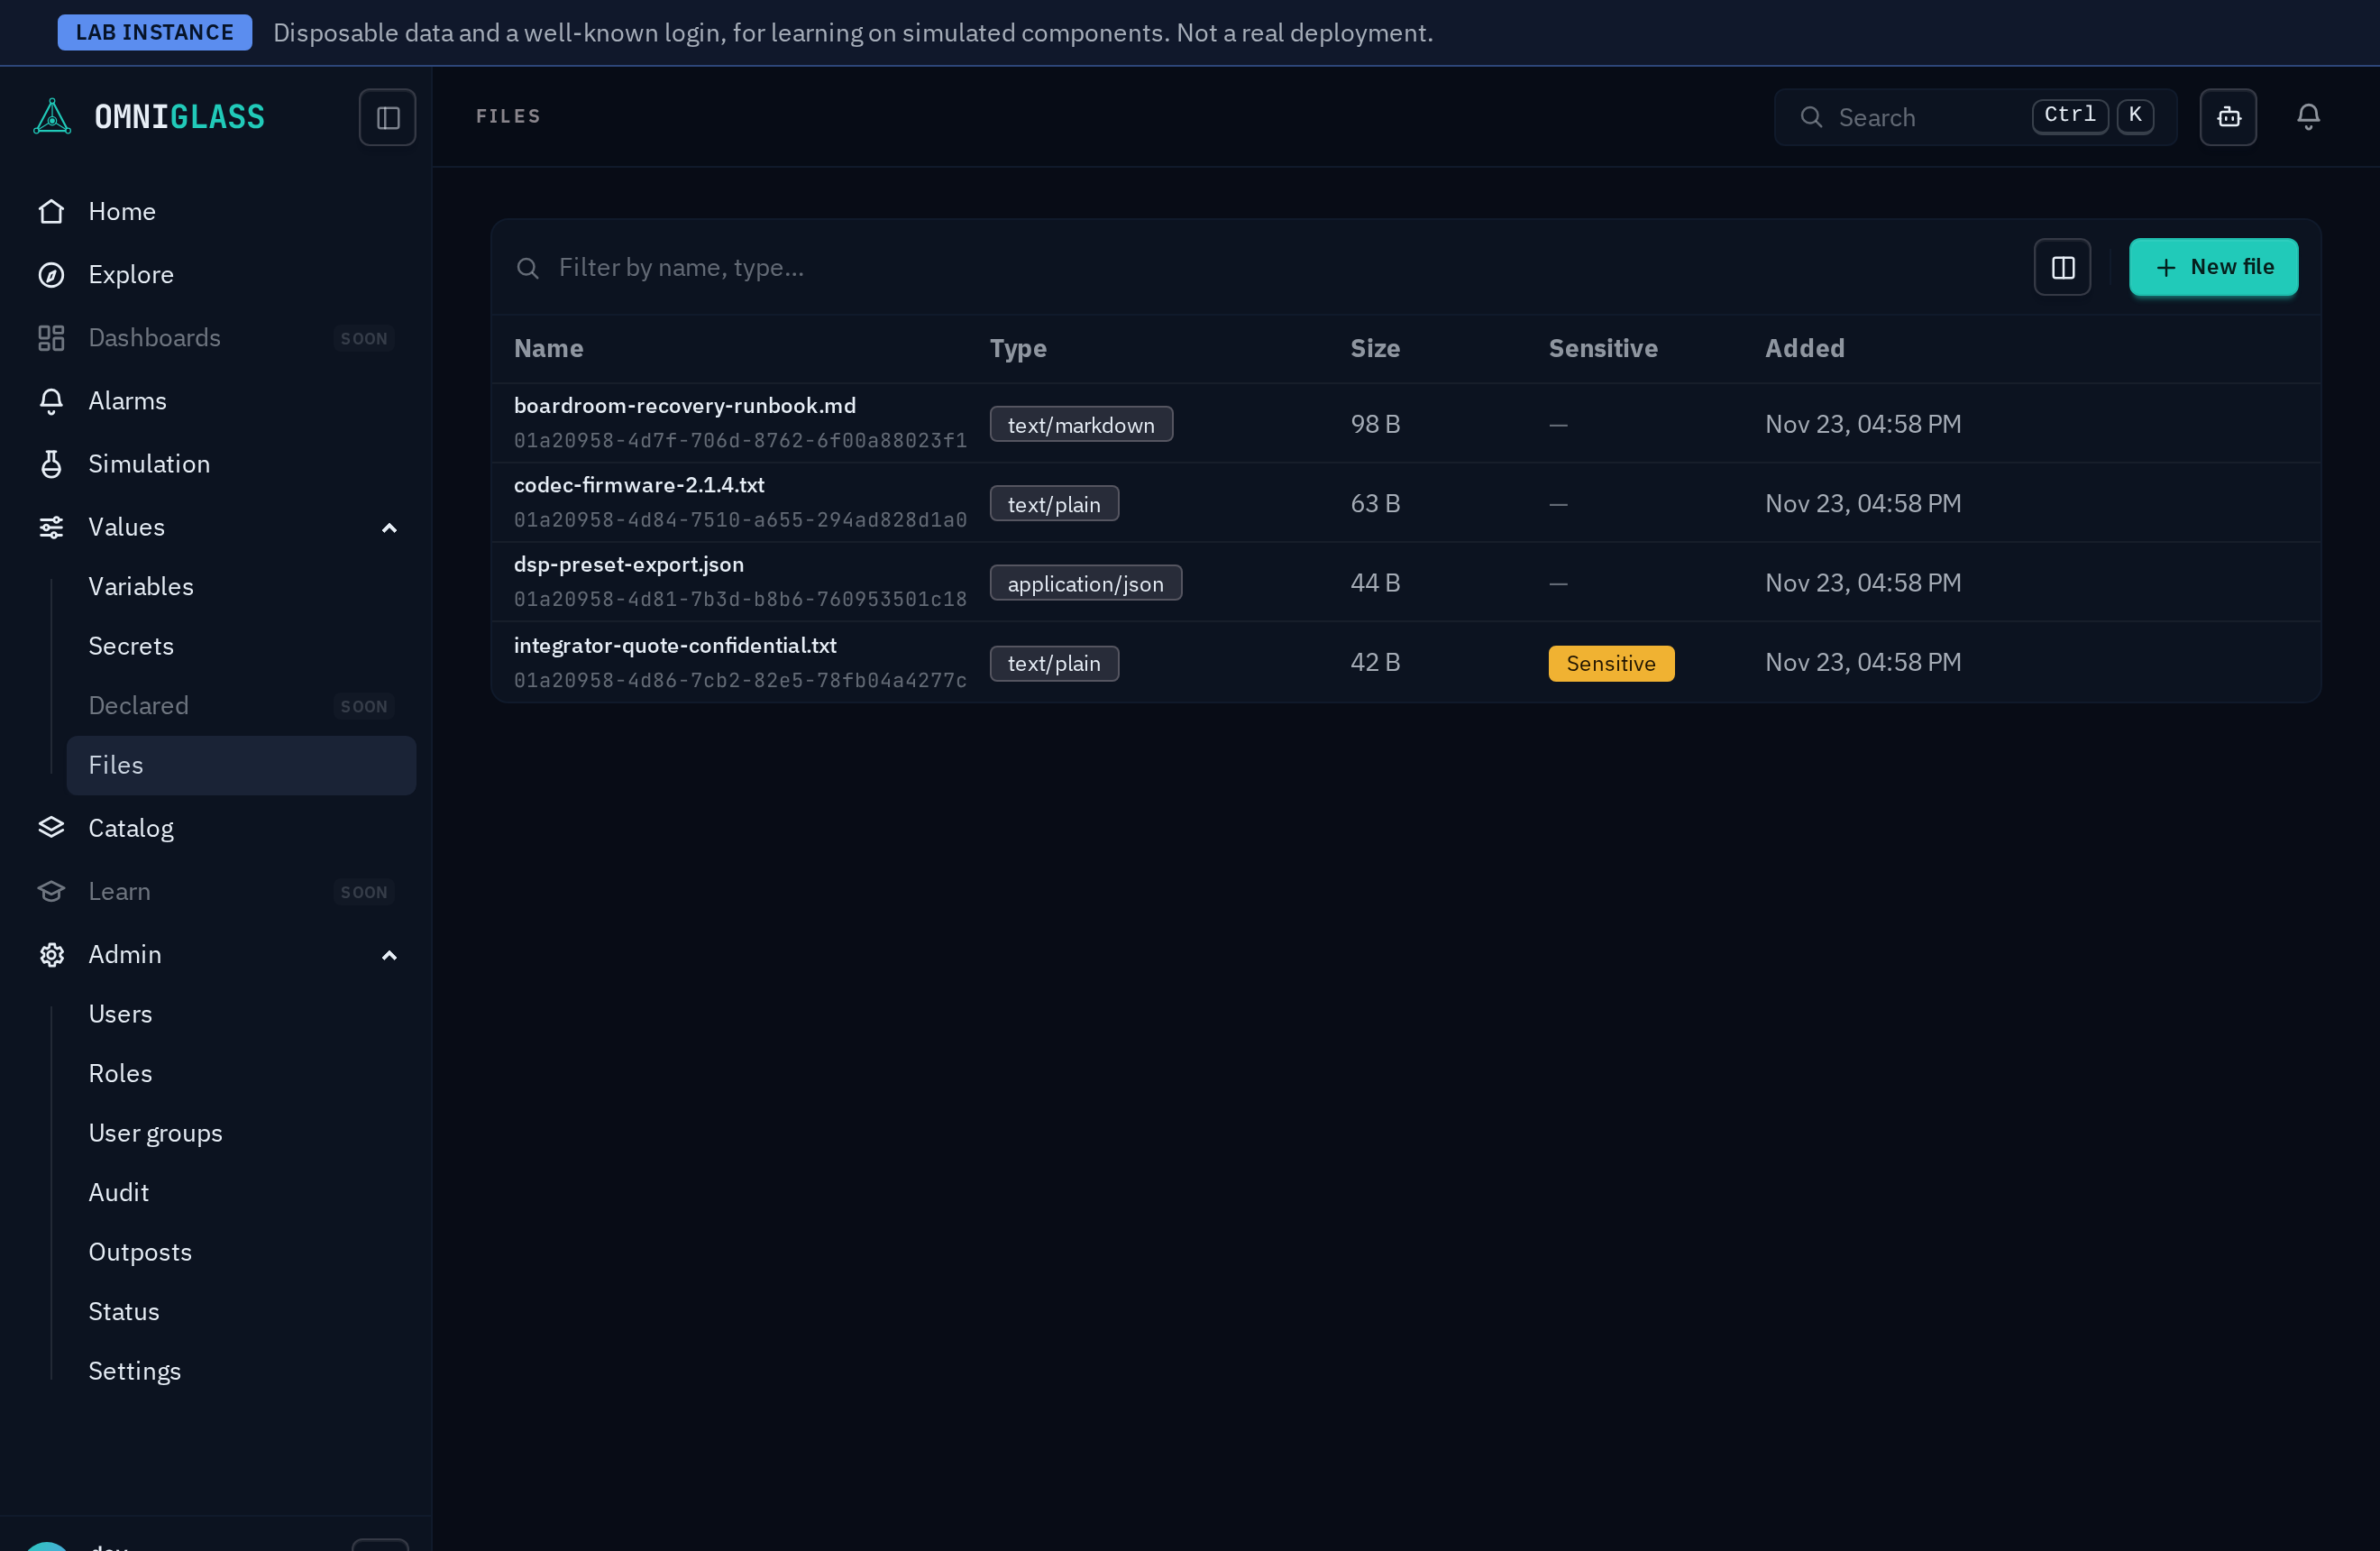 LAB INSTANCE Disposable data and a well-known login, for learning on simulated components. Not a real deployment.
OMNIGLASS
FILES
Search Ctrl K
Home
Explore
Dashboards SOON
Alarms
Simulation
Values
Variables
Secrets
Declared SOON
Files
Catalog
Learn SOON
Admin
Users
Roles
User groups
Audit
Outposts
Status
Settings
Filter by name, type...
New file
Name Type Size Sensitive Added
boardroom-recovery-runbook.md
01a20958-4d7f-706d-8762-6f00a88023f1
text/markdown 98 B — Nov 23, 04:58 PM
codec-firmware-2.1.4.txt
01a20958-4d84-7510-a655-294ad828d1a0
text/plain 63 B — Nov 23, 04:58 PM
dsp-preset-export.json
01a20958-4d81-7b3d-b8b6-760953501c18
application/json 44 B — Nov 23, 04:58 PM
integrator-quote-confidential.txt
01a20958-4d86-7cb2-82e5-78fb04a4277c
text/plain 42 B Sensitive Nov 23, 04:58 PM